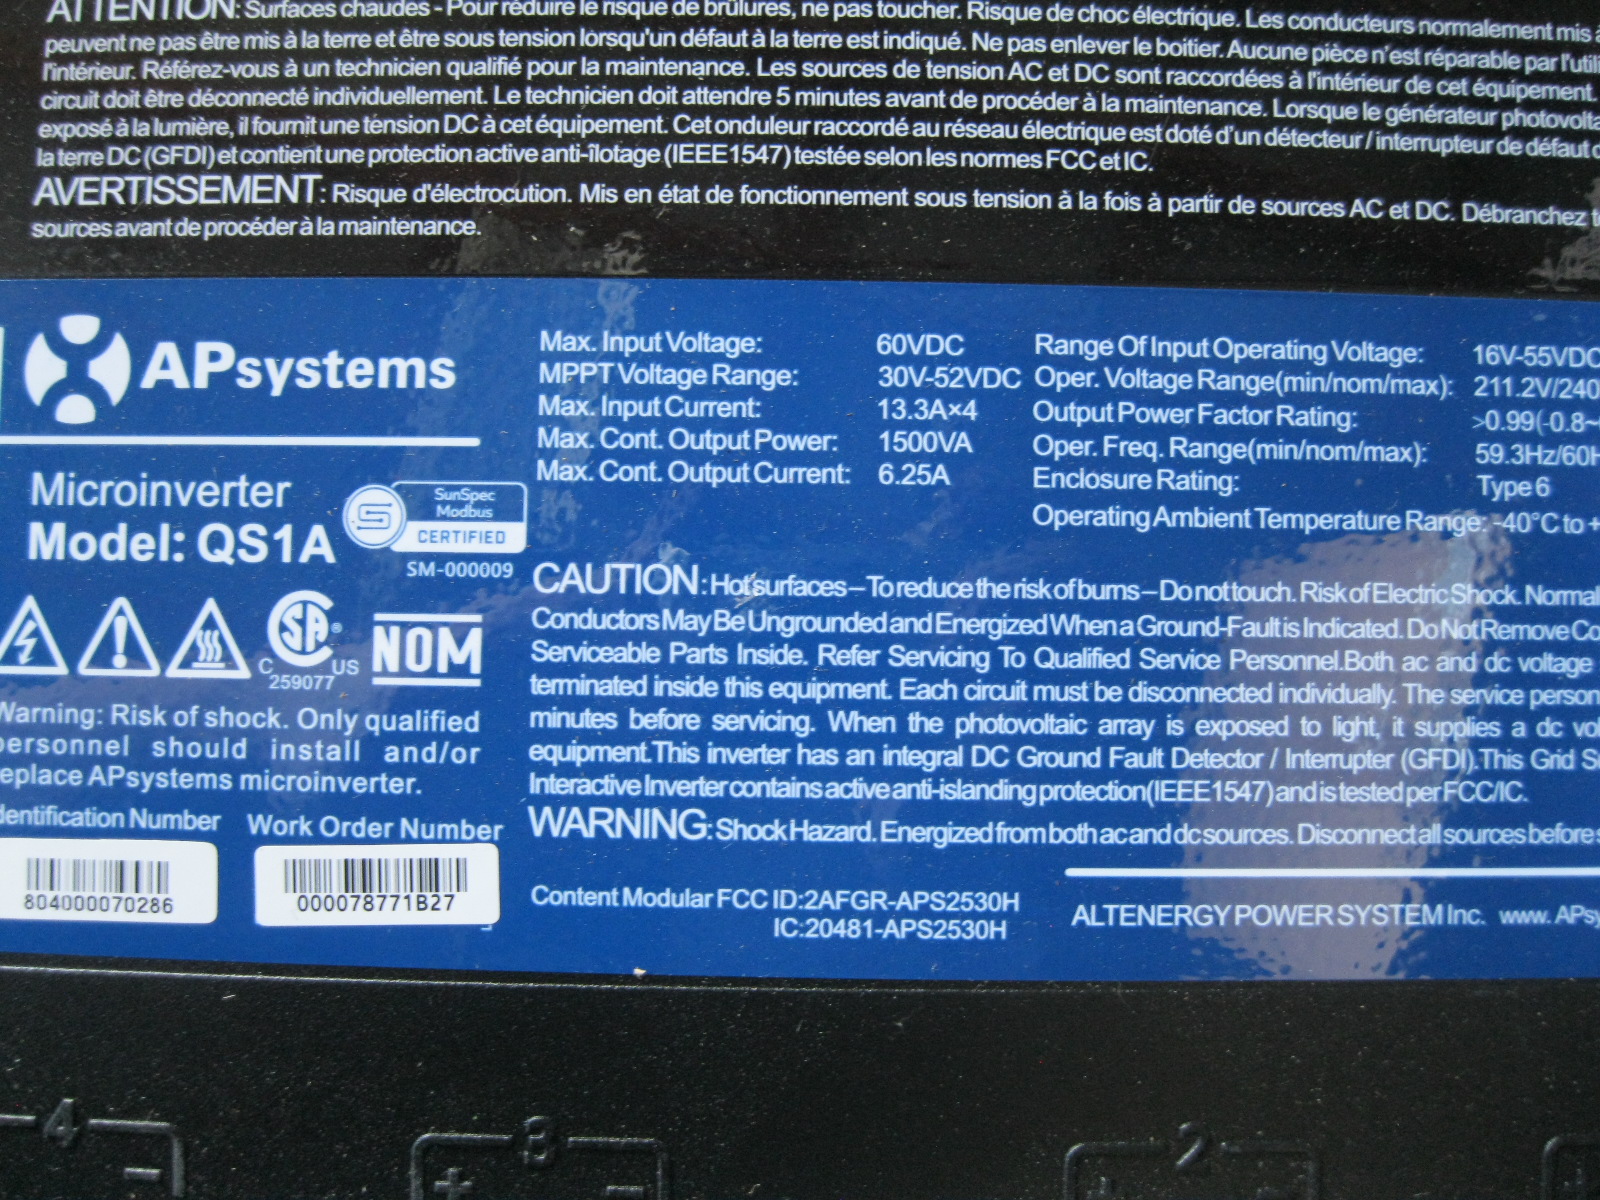 ATTENTION: Surfaces chaudes - Pour réduire le risque de brûlures, ne pas toucher. Risque de choc électrique. Les conducteurs normalement mis
peuvent ne pas être mis à la terre et être sous tension lorsqu'un défaut à la terre est indiqué. Ne pas enlever le boitier. Aucune pièce n'est réparable par
l'intérieur. Référez-vous à un technicien qualifié pour la maintenance. Les sources de tension AC et DC sont raccordées à l'intérieur de cet équipement.
circuit doit être déconnecté individuellement. Le technicien doit attendre 5 minutes avant de procéder à la maintenance. Lorsque le générateur
exposé à la lumière, il fournit une tension DC à cet équipement. Cet onduleur raccordé au réseau électrique est doté d'un détecteur / interrupteur de défaut
la terre DC (GFDI) et contient une protection active anti-îlotage (IEEE1547) testée selon les normes FCC et IC.
AVERTISSEMENT: Risque d'électrocution. Mis en état de fonctionnement sous tension à la fois à partir de sources AC et DC. Débranchez
sources avant de procéder à la maintenance.
APsystems
Microinverter
Model: QS1A
SunSpec
Modbus
CERTIFIED
SM-000009
CSA®
C US
259077
NOM
Warning: Risk of shock. Only qualified
personnel should install and/or
replace APsystems microinverter.
Identification Number
804000070286
Work Order Number
000078771B27
Max. Input Voltage: 60VDC
MPPT Voltage Range: 30V-52VDC
Max. Input Current: 13.3A×4
Max. Cont. Output Power: 1500VA
Max. Cont. Output Current: 6.25A
Range Of Input Operating Voltage: 16V-55VDC
Oper. Voltage Range(min/nom/max): 211.2V/240
Output Power Factor Rating: >0.99(-0.8~
Oper. Freq. Range(min/nom/max): 59.3Hz/60H
Enclosure Rating: Type 6
Operating Ambient Temperature Range: -40°C to +
CAUTION: Hot surfaces – To reduce the risk of burns – Do not touch. Risk of Electric Shock.
Conductors May Be Ungrounded and Energized When a Ground-Fault is Indicated. Do Not Remove
Serviceable Parts Inside. Refer Servicing To Qualified Service Personnel.Both ac and dc voltage
terminated inside this equipment. Each circuit must be disconnected individually. The service
minutes before servicing. When the photovoltaic array is exposed to light, it supplies a dc
equipment.This inverter has an integral DC Ground Fault Detector / Interrupter (GFDI).This Grid
Interactive Inverter contains active anti-islanding protection(IEEE1547) and is tested per FCC/IC.
WARNING: Shock Hazard. Energized from both ac and dc sources. Disconnect all sources before
Content Modular FCC ID:2AFGR-APS2530H
IC:20481-APS2530H
ALTENERGY POWER SYSTEM Inc. www.
4
-
3
+ -
2